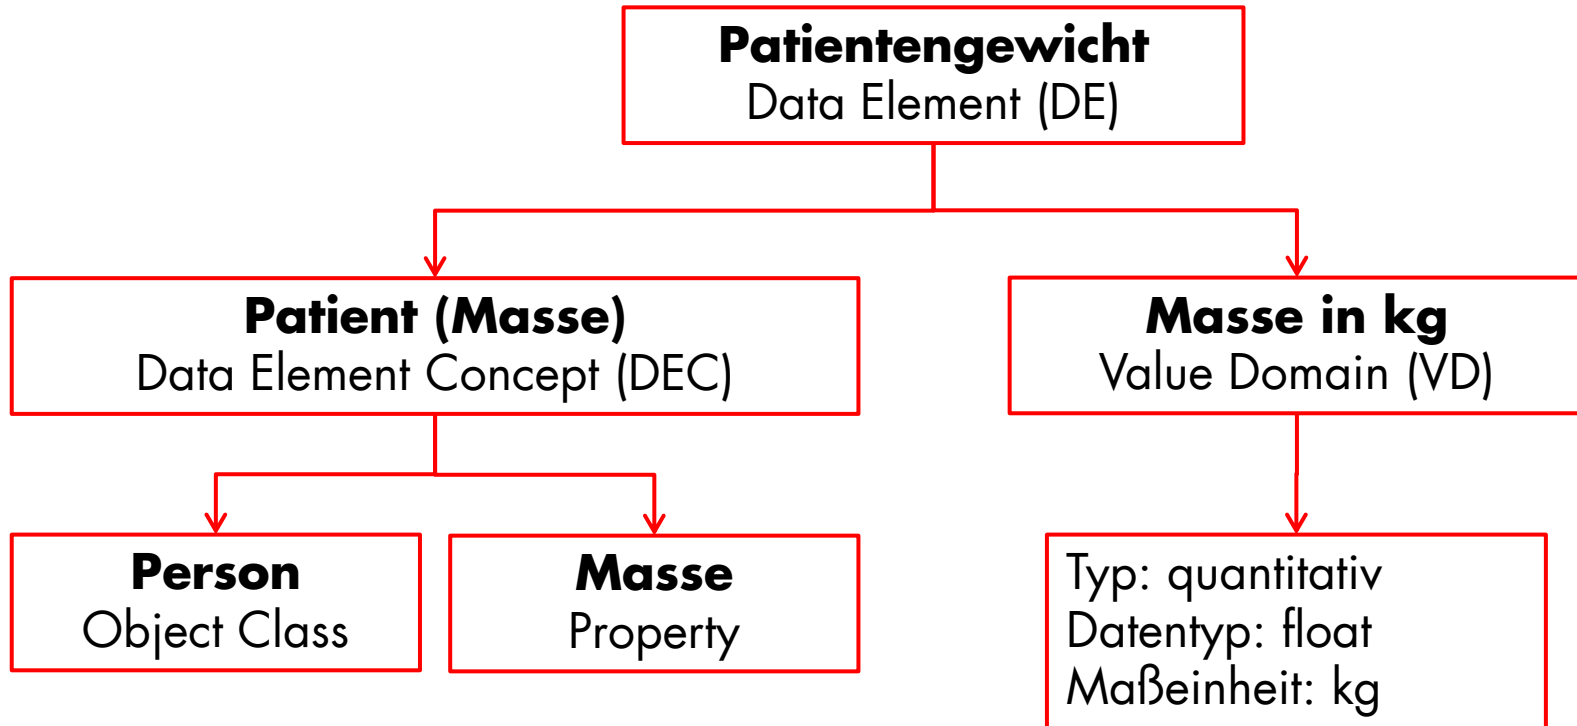 Patientengewicht
Data Element (DE)
Patient (Masse)
Data Element Concept (DEC)
Masse in kg
Value Domain (VD)
Person
Object Class
Masse
Property
Typ: quantitativ
Datentyp: float
Maßeinheit: kg